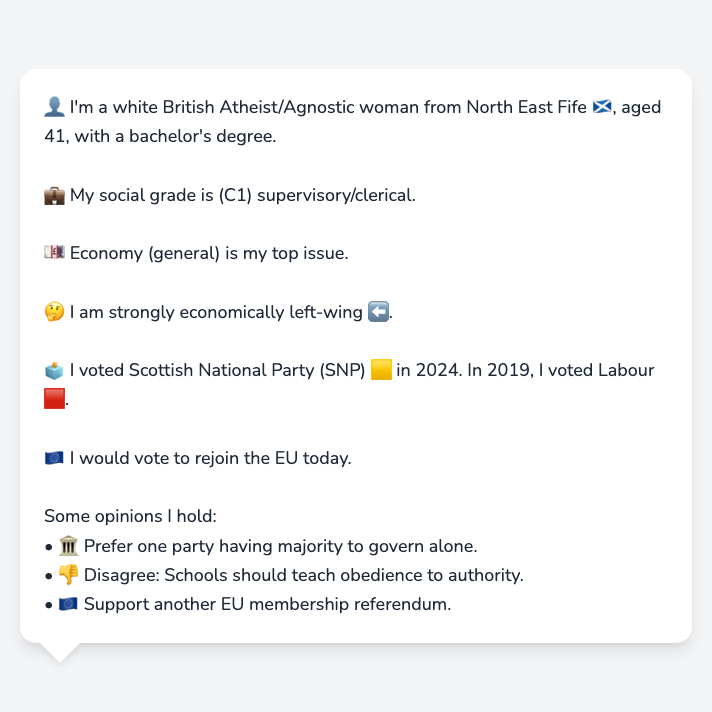 👤 I'm a white British Atheist/Agnostic woman from North East Fife 🏴󠁧󠁢󠁳󠁣󠁴󠁿, aged
41, with a bachelor's degree.
💼 My social grade is (C1) supervisory/clerical.
💷 Economy (general) is my top issue.
🤔 I am strongly economically left-wing ⬅️.
🗳️ I voted Scottish National Party (SNP) 🟨 in 2024. In 2019, I voted Labour
🟥.
🇪🇺 I would vote to rejoin the EU today.
Some opinions I hold:
• 🏛️ Prefer one party having majority to govern alone.
• 👎 Disagree: Schools should teach obedience to authority.
• 🇪🇺 Support another EU membership referendum.